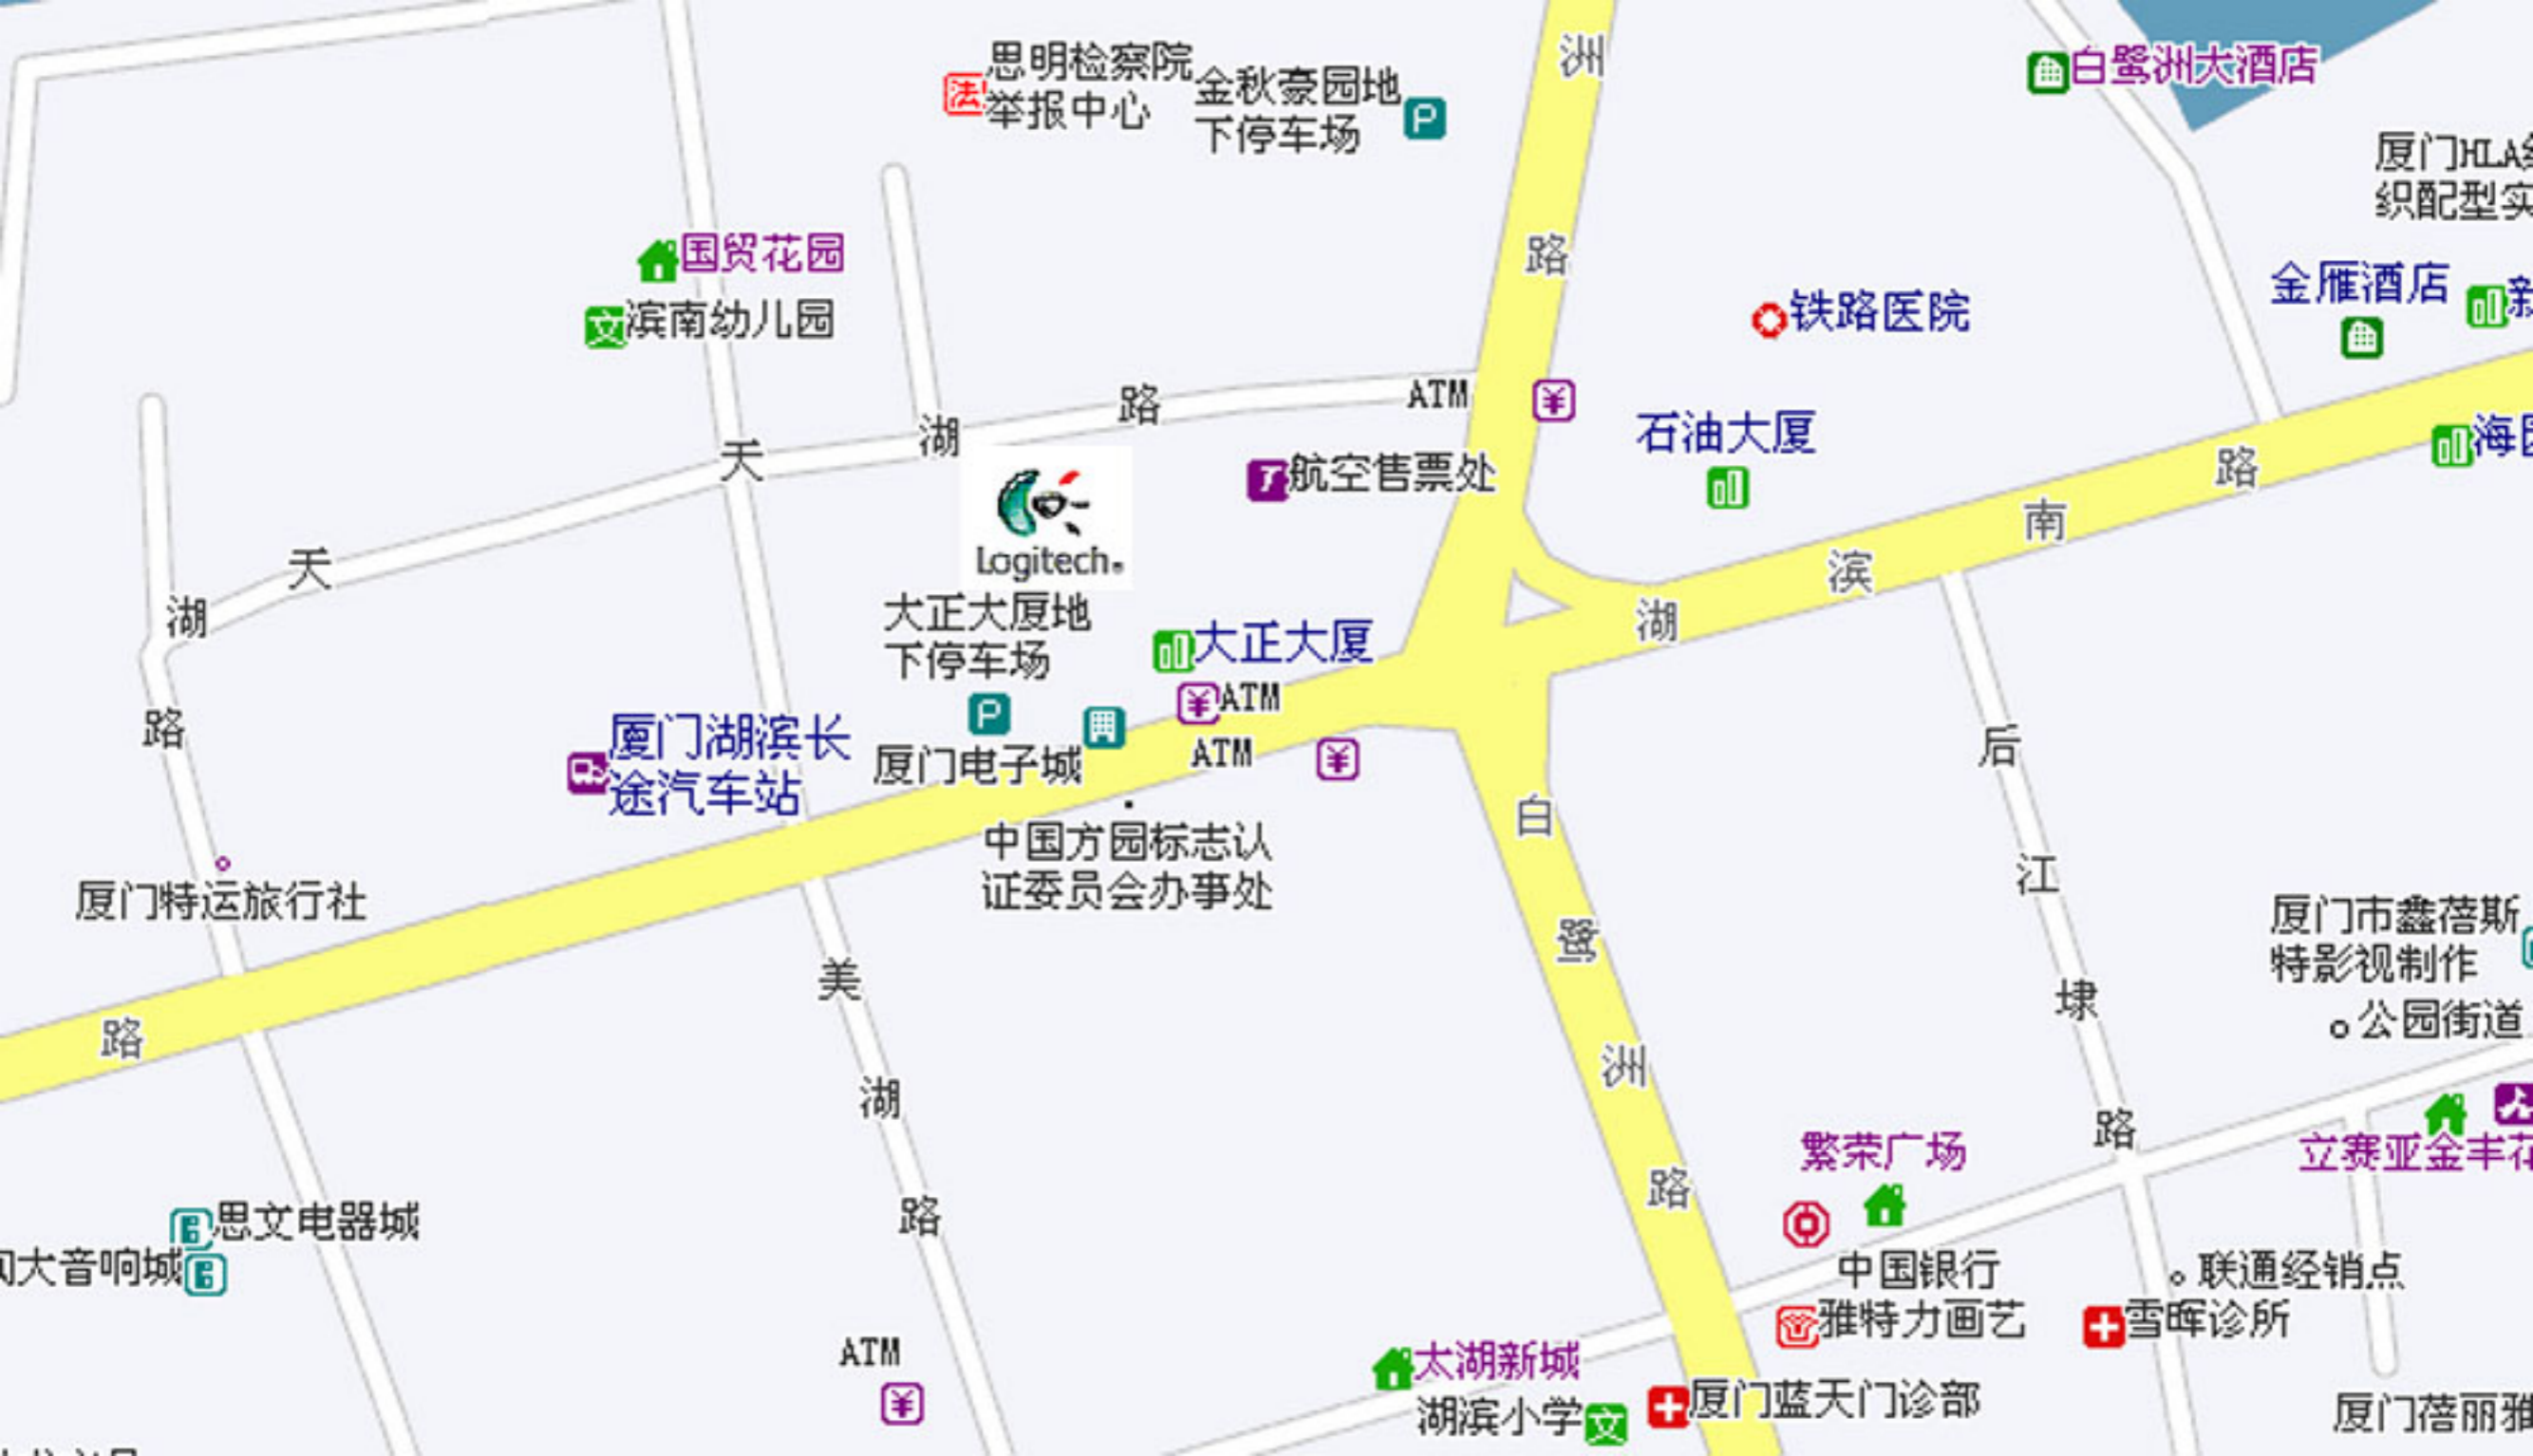 洲
白鹭洲大酒店
思明检察院
举报中心
金秋豪园地
下停车场
P
法
厦门HLA
织配型实
国贸花园
路
文
滨南幼儿园
铁路医院
金雁酒店
新
路
ATM
湖
天
石油大厦
海
路
航空售票处
南
Logitech
天
滨
湖
湖
大正大厦地
下停车场
大正大厦
P
ATM
路
厦门湖滨长
途汽车站
厦门电子城
ATM
后
白
中国方园标志认
证委员会办事处
江
厦门特运旅行社
鹭
厦门市鑫蓓斯
特影视制作
美
埭
公园街道
路
洲
湖
路
繁荣广场
立赛亚金丰花
路
路
思文电器城
大音响城
中国银行
联通经销点
雅特力画艺
雪晖诊所
ATM
太湖新城
湖滨小学
文
厦门蓝天门诊部
厦门蓓丽雅